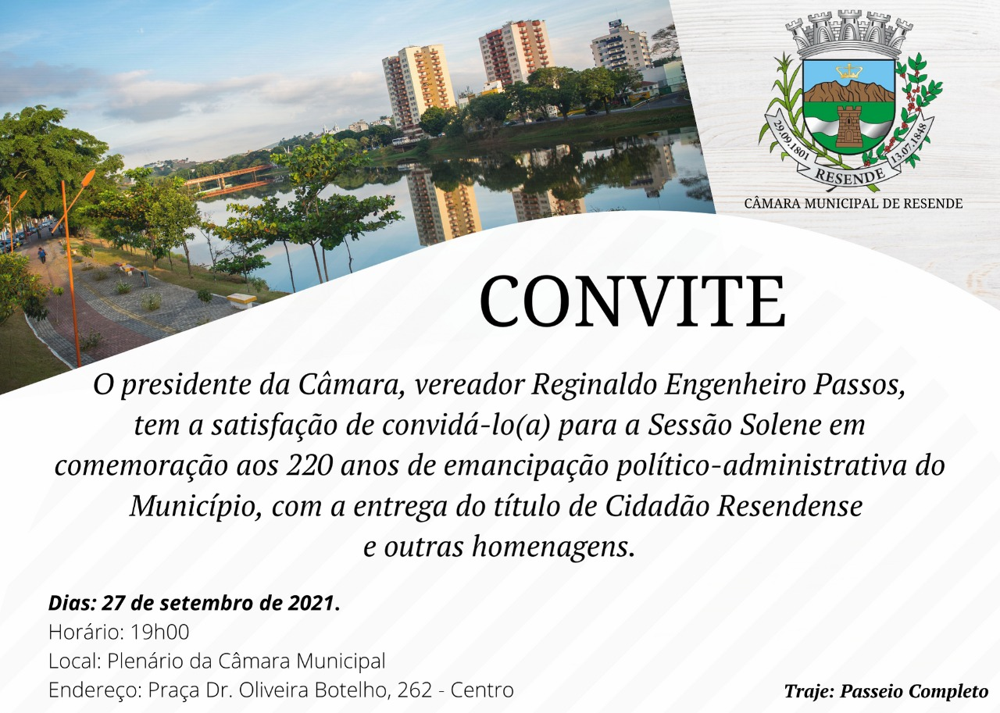 29.09.1801
13.07.1848
RESENDE
CÂMARA MUNICIPAL DE RESENDE
CONVITE
O presidente da Câmara, vereador Reginaldo Engenheiro Passos,
tem a satisfação de convidá-lo(a) para a Sessão Solene em
comemoração aos 220 anos de emancipação político-administrativa do
Município, com a entrega do título de Cidadão Resendense
e outras homenagens.
Dias: 27 de setembro de 2021.
Horário: 19h00
Local: Plenário da Câmara Municipal
Endereço: Praça Dr. Oliveira Botelho, 262 - Centro
Traje: Passeio Completo